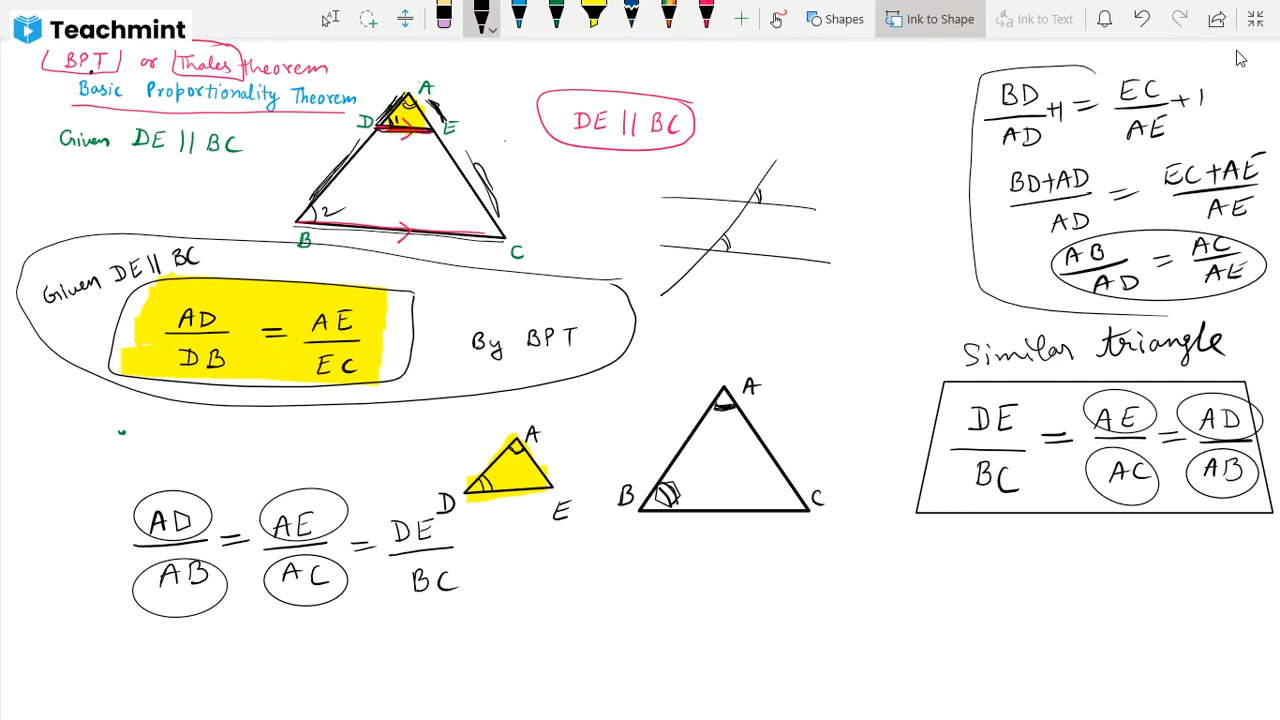 Teachmint
Shapes
Ink to Shape
Ink to Text
BPT or Thales theorem
Basic Proportionality Theorem
Given DE || BC
A
D
E
1
2
B
C
DE || BC
BD/AD +1 = EC/AE +1
BD+AD/AD = EC+AE/AE
AB/AD = AC/AE
Given DE || BC
AD/DB = AE/EC By BPT
Similar triangle
DE/BC = AE/AC = AD/AB
A
D
E
A
B
C
AD/AB = AE/AC = DE/BC